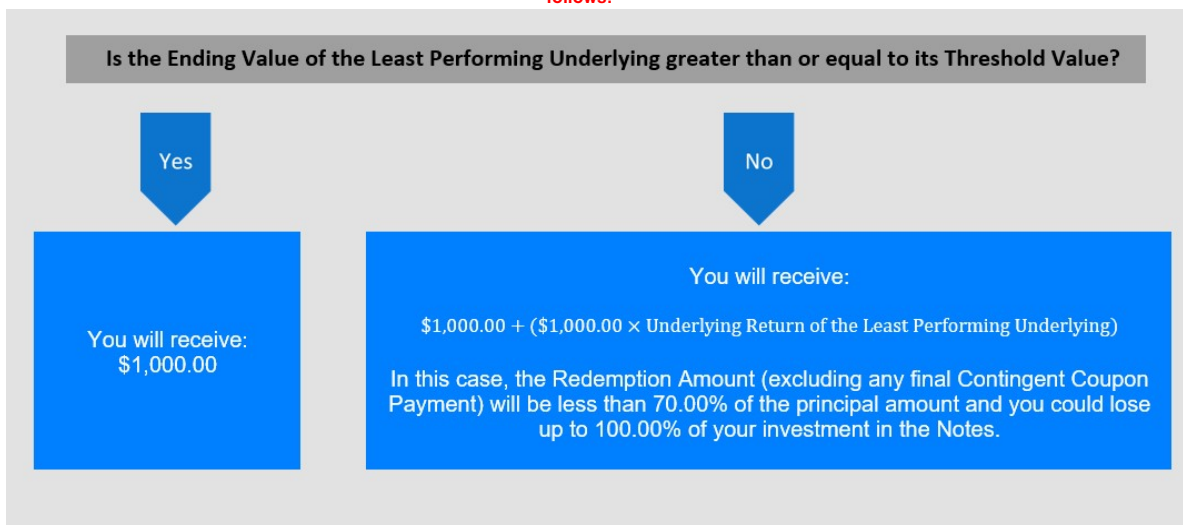 follows:
Is the Ending Value of the Least Performing Underlying greater than or equal to its Threshold Value?
Yes
No
You will receive:
$1,000.00
You will receive:
$1,000.00 + ($1,000.00 × Underlying Return of the Least Performing Underlying)
In this case, the Redemption Amount (excluding any final Contingent Coupon
Payment) will be less than 70.00% of the principal amount and you could lose
up to 100.00% of your investment in the Notes.